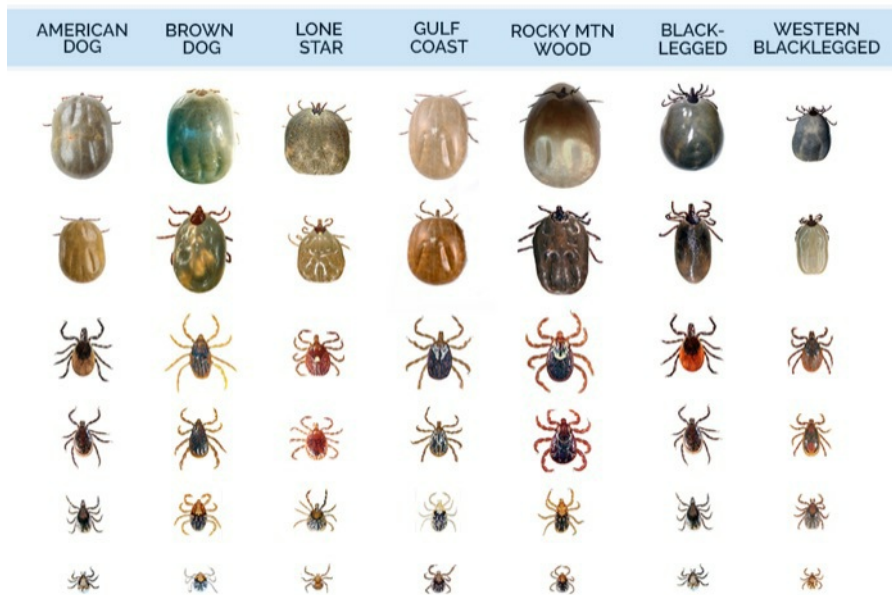 AMERICAN
DOG
BROWN
DOG
LONE
STAR
GULF
COAST
ROCKY MTN
WOOD
BLACK-
LEGGED
WESTERN
BLACKLEGGED